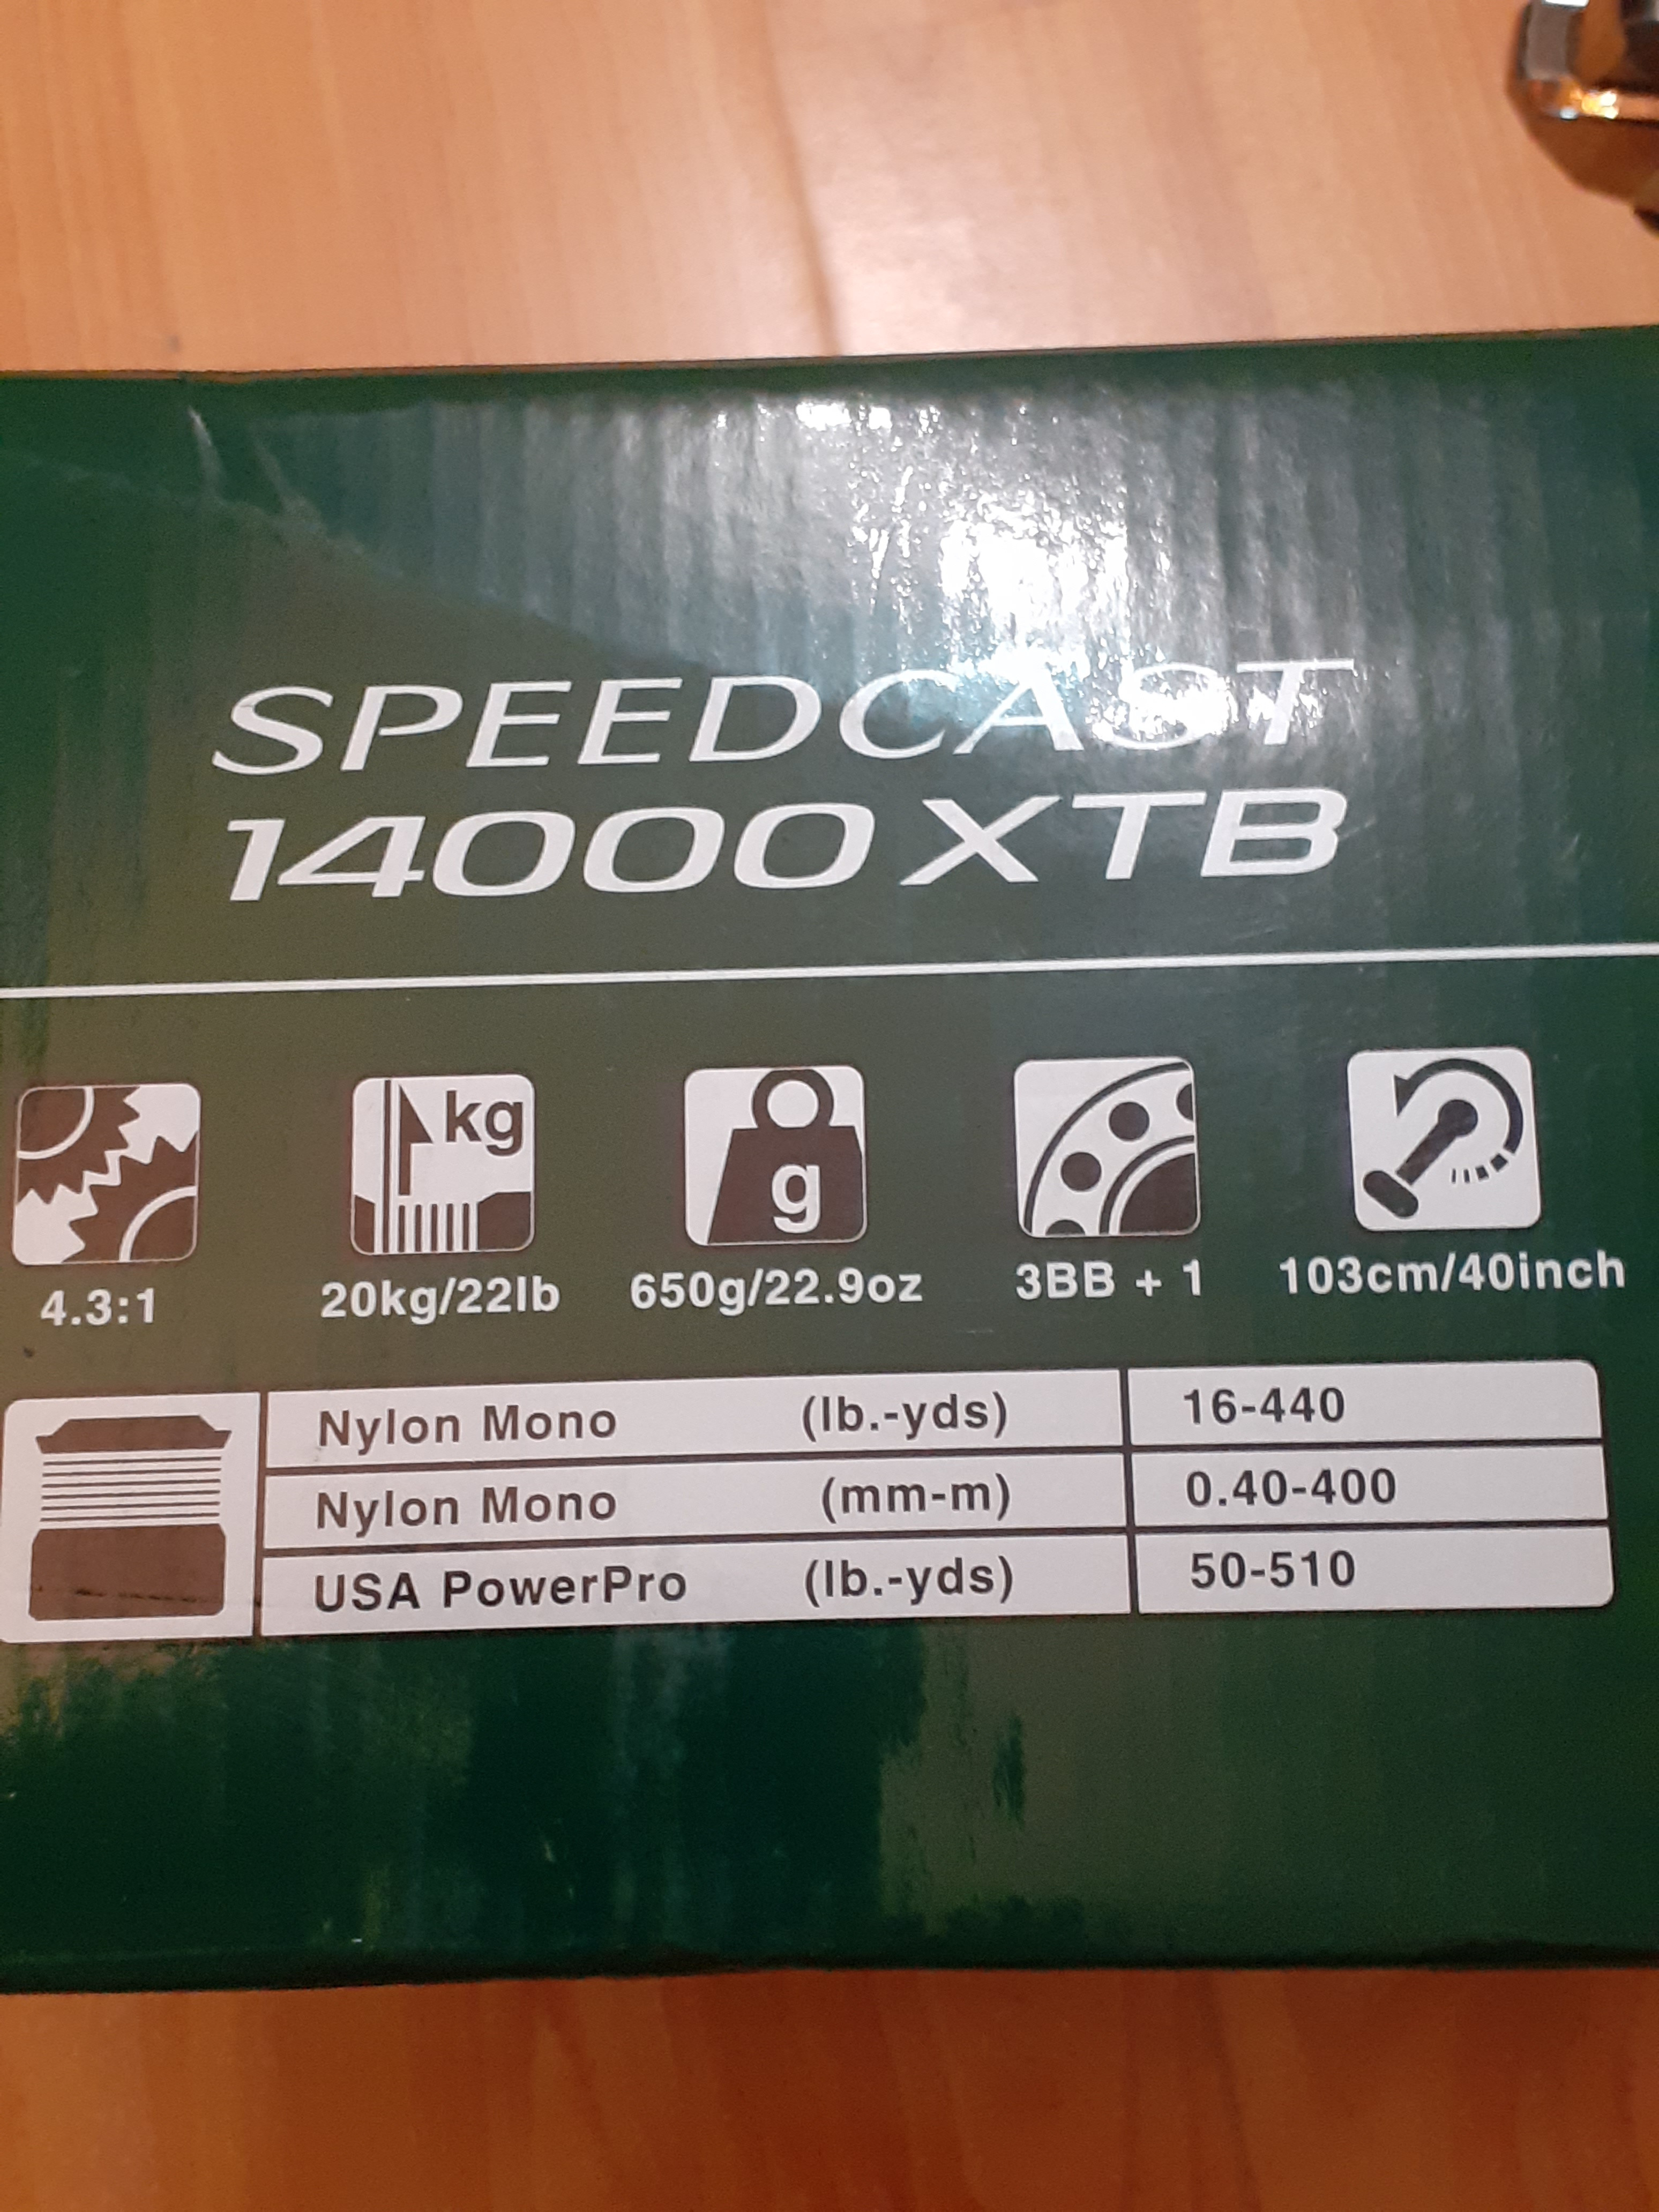 SPEEDCAST
14000 XTB
kg
g
4.3:1 20kg/22lb 650g/22.9oz 3BB + 1 103cm/40inch
Nylon Mono (lb.-yds) 16-440
Nylon Mono (mm-m) 0.40-400
USA PowerPro (lb.-yds) 50-510